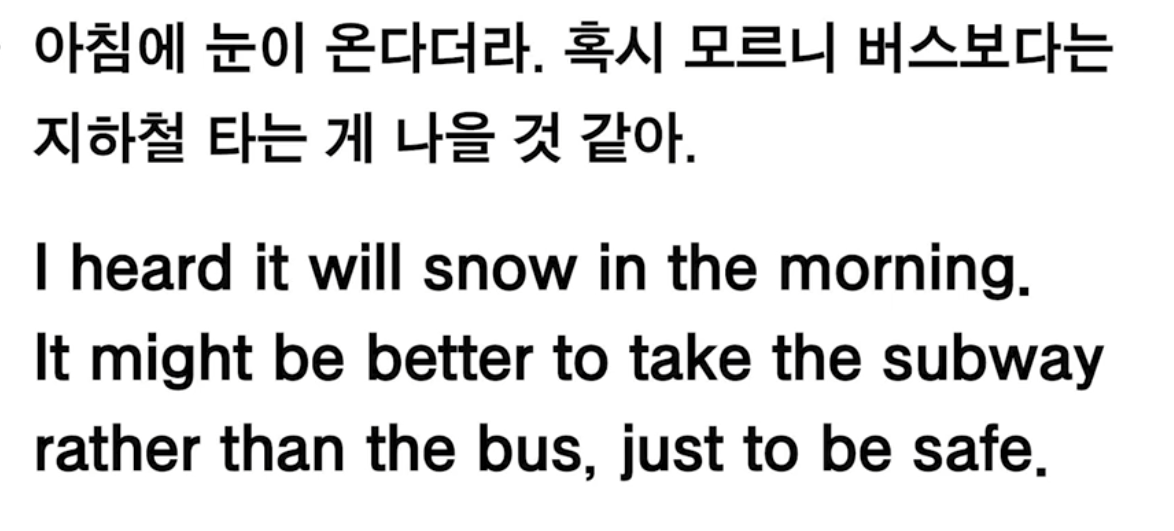 아침에 눈이 온다더라. 혹시 모르니 버스보다는
지하철 타는 게 나을 것 같아.
I heard it will snow in the morning.
It might be better to take the subway
rather than the bus, just to be safe.